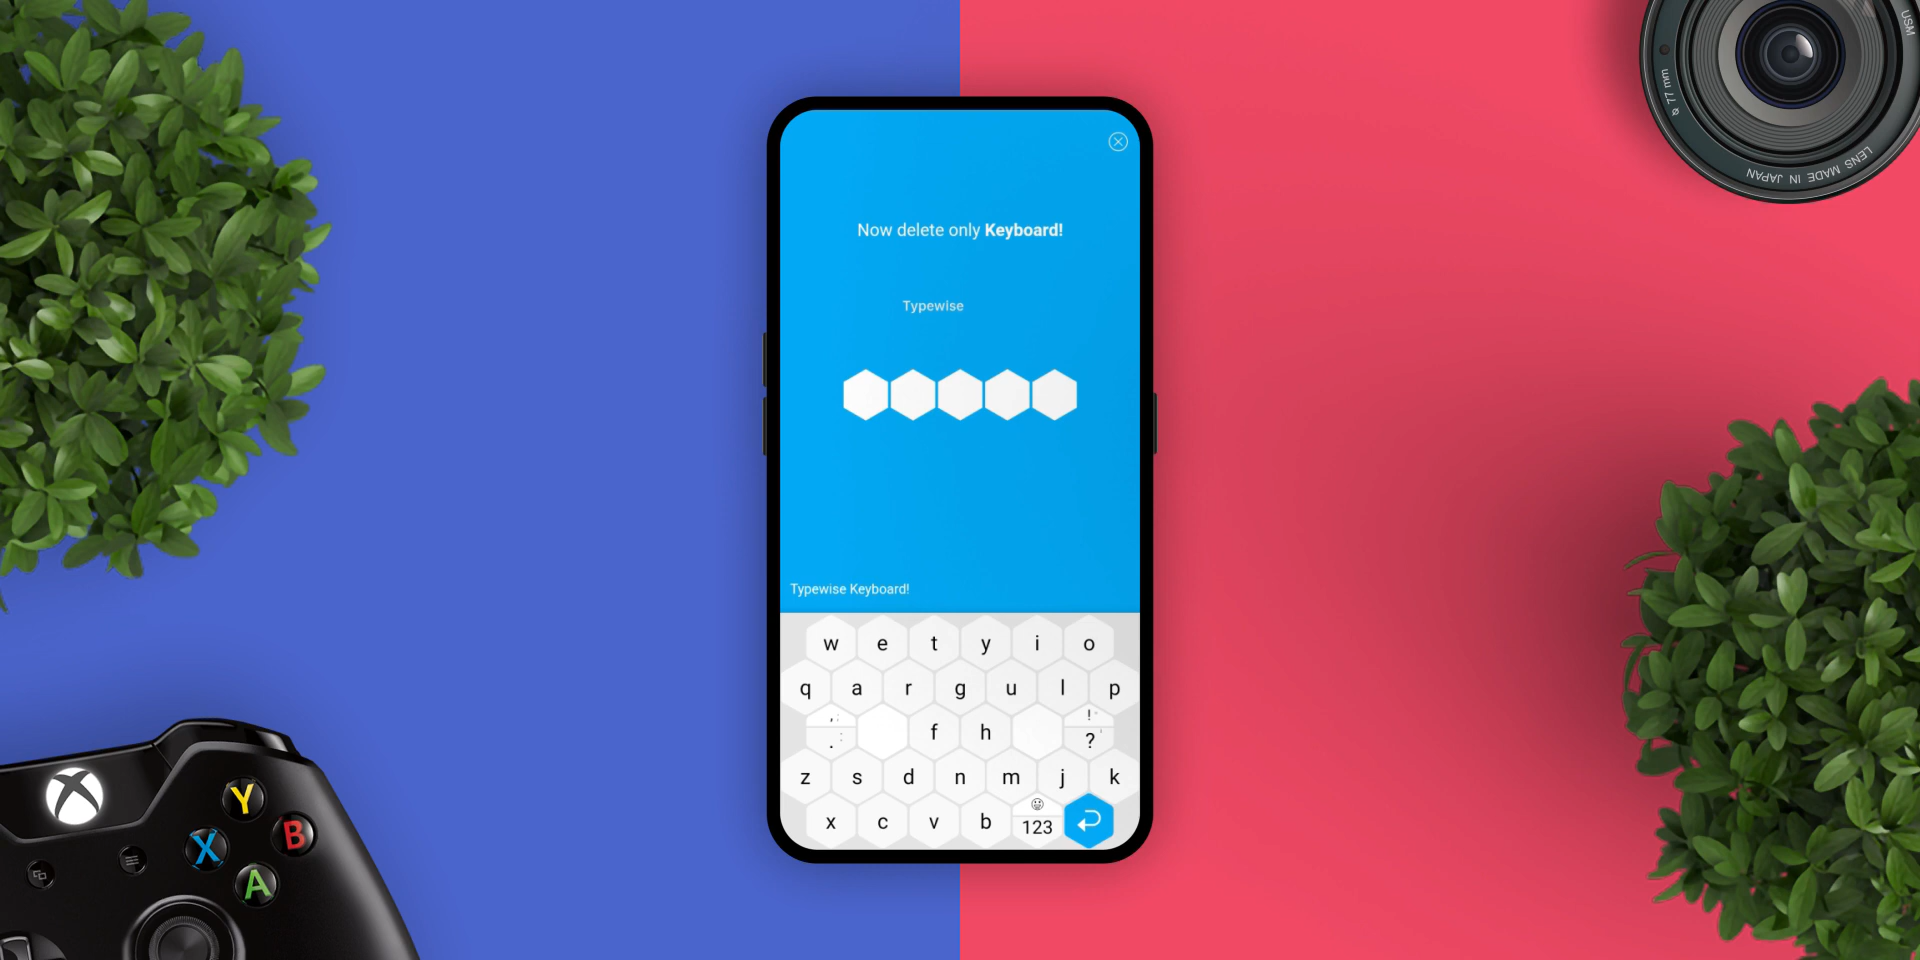 USM
ø 77 mm
LENS MADE IN JAPAN
Now delete only Keyboard!
Typewise
Typewise Keyboard!
w e t y i o
q a r g u l p
, !
. f h ?
z s d n m j k
x c v b 123
Y
B
X
A